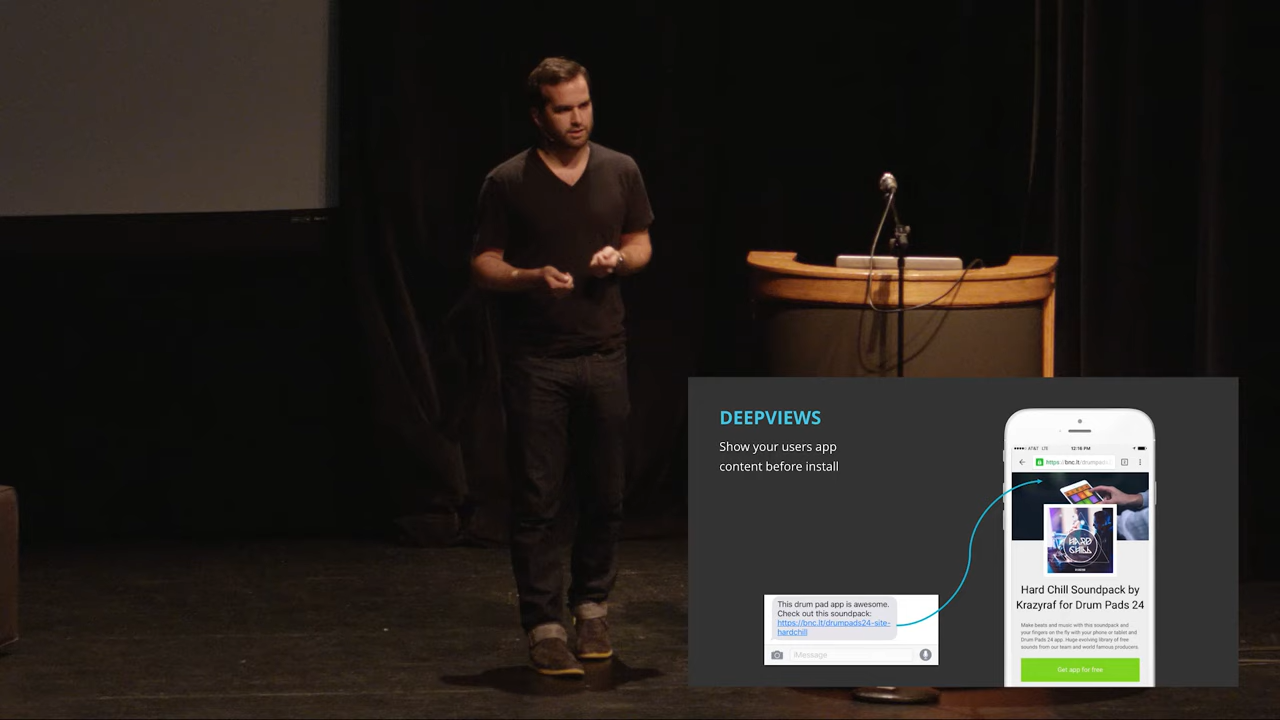 DEEPVIEWS
Show your users app
content before install
This drum pad app is awesome.
Check out this soundpack:
https://bnc.lt/drumpads24-site-
hardchill
iMessage
AT&T LTE
12:16 PM
https://bnc.lt/drumpad
HARD
CHILL
Hard Chill Soundpack by
Krazyraf for Drum Pads 24
Make beats and music with this soundpack and
your fingers on the fly with your phone or tablet and
Drum Pads 24 app. Huge evolving library of free
sounds from our team and world famous producers.
Get app for free